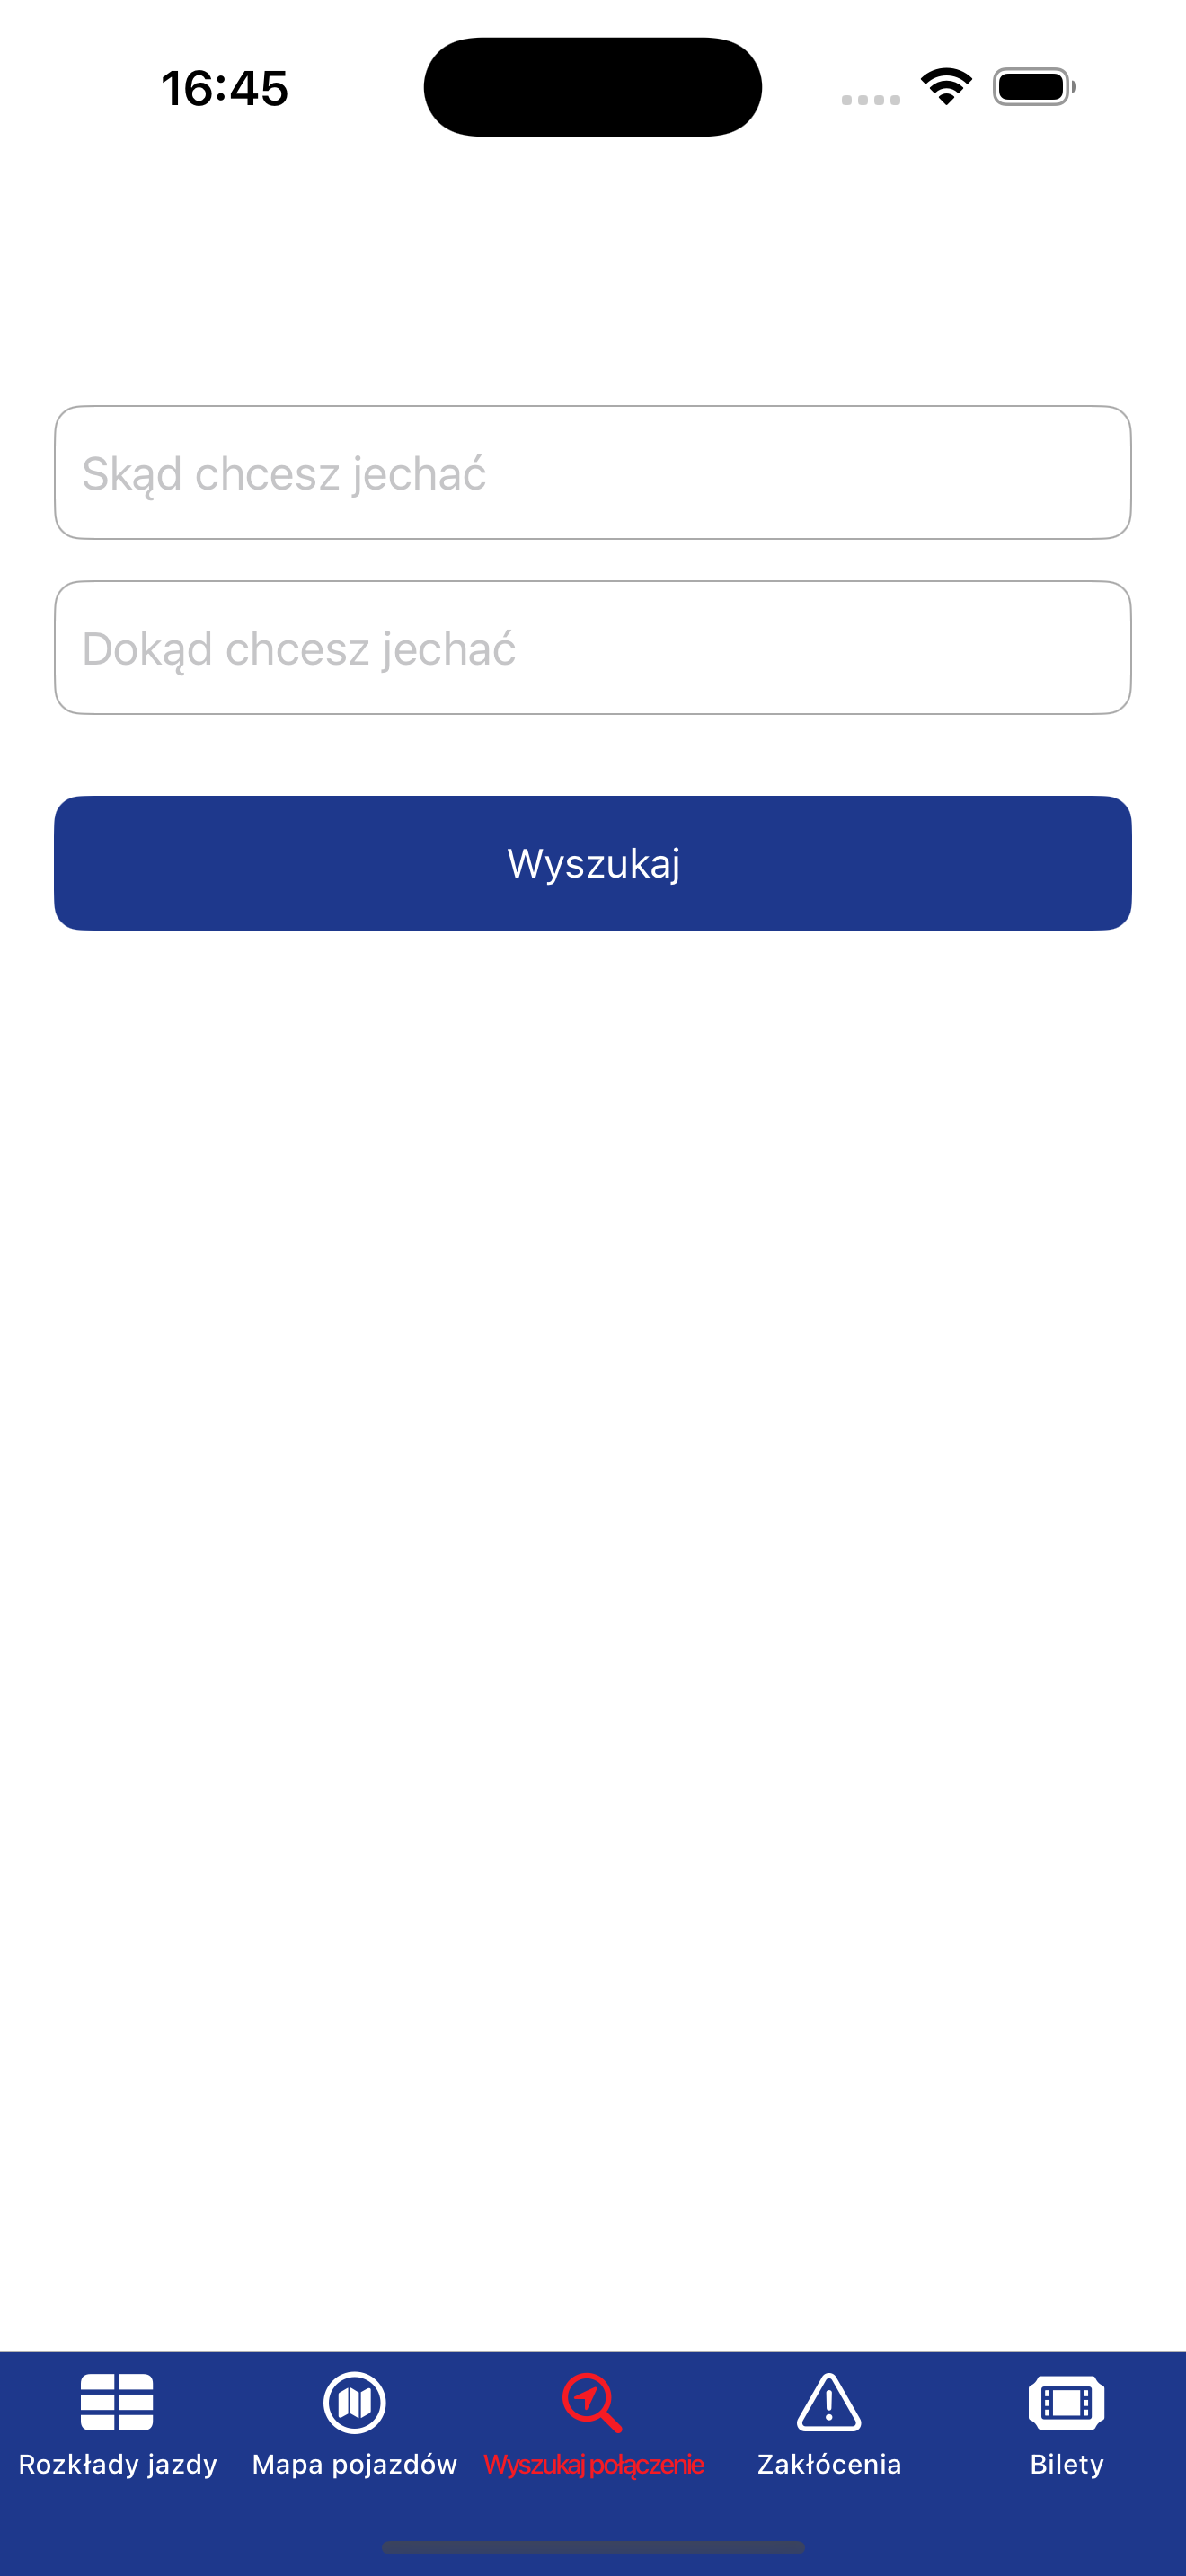 16:45
Skąd chcesz jechać
Dokąd chcesz jechać
Wyszukaj
Rozkłady jazdy
Mapa pojazdów
Wyszukaj połączenie
Zakłócenia
Bilety